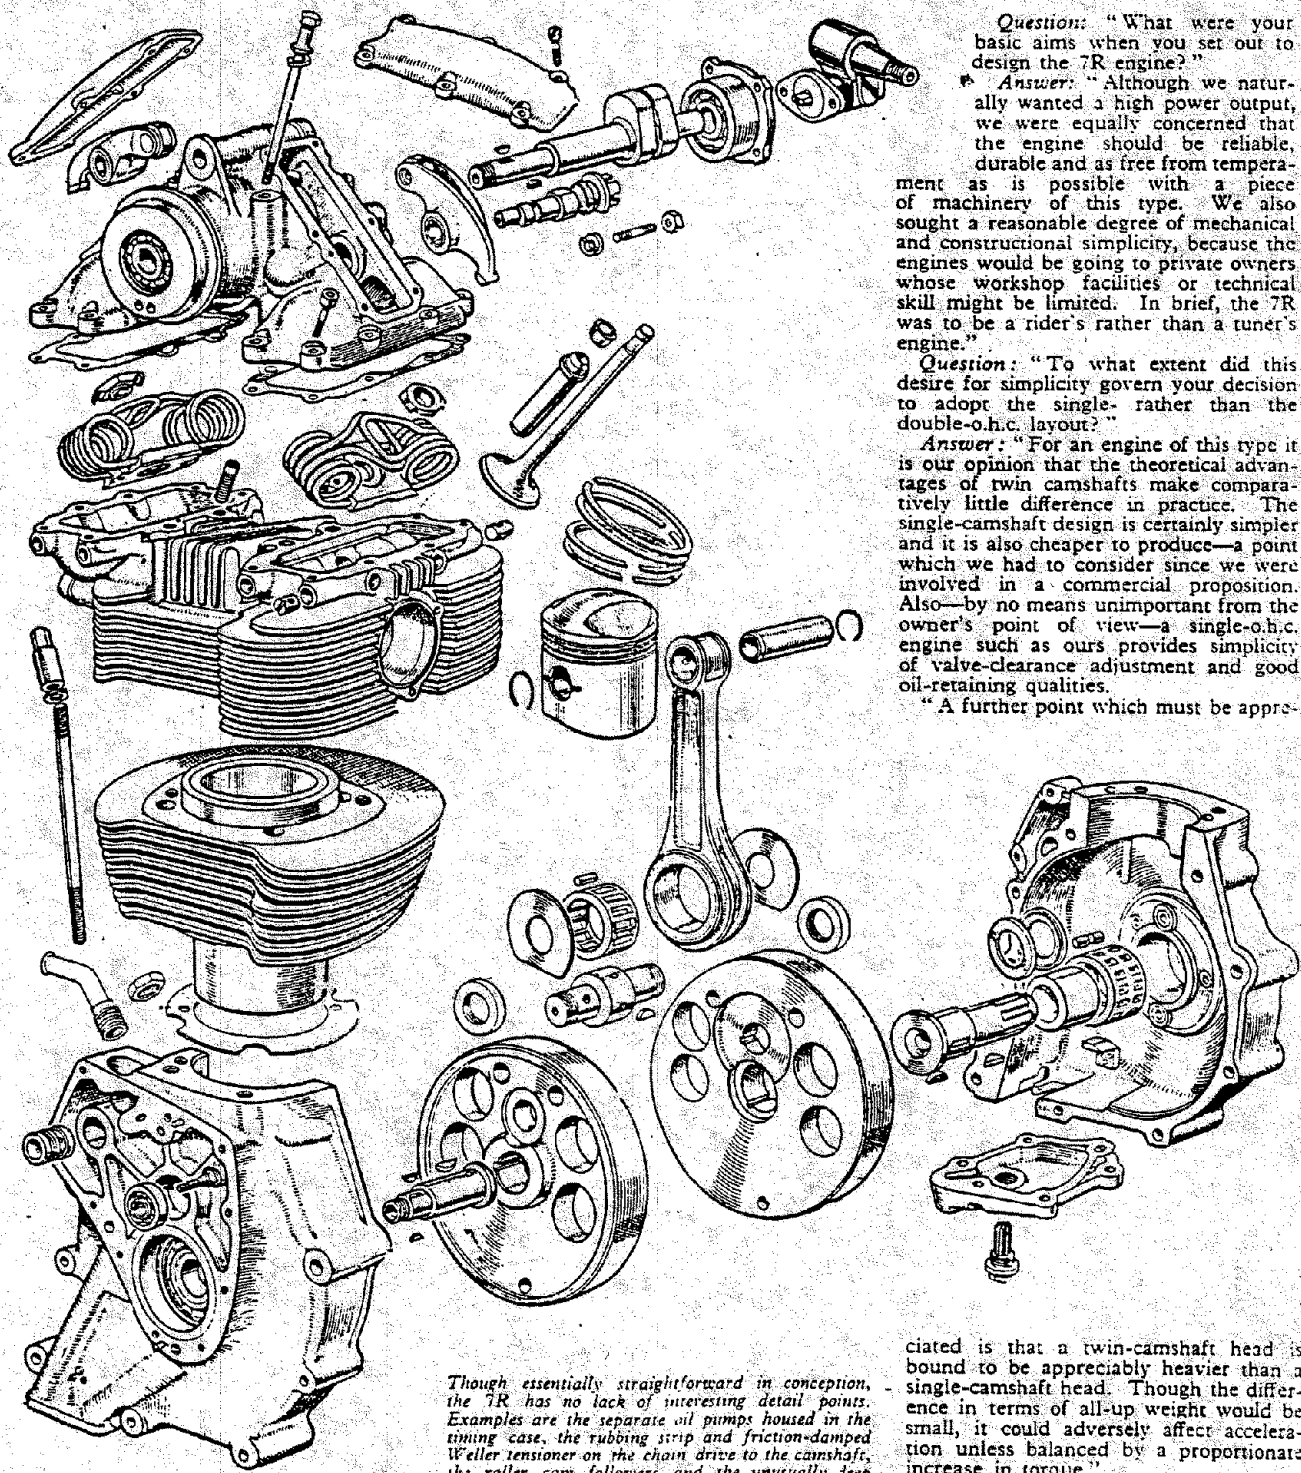 Question: "What were your
basic aims when you set out to
design the 7R engine?"
Answer: "Although we natur-
ally wanted a high power output,
we were equally concerned that
the engine should be reliable,
durable and as free from tempera-
ment as is possible with a piece
of machinery of this type. We also
sought a reasonable degree of mechanical
and constructional simplicity, because the
engines would be going to private owners
whose workshop facilities or technical
skill might be limited. In brief, the 7R
was to be a rider's rather than a tuner's
engine."
Question: "To what extent did this
desire for simplicity govern your decision
to adopt the single- rather than the
double-o.h.c. layout?"
Answer: "For an engine of this type it
is our opinion that the theoretical advan-
tages of twin camshafts make compara-
tively little difference in practice. The
single-camshaft design is certainly simpler
and it is also cheaper to produce—a point
which we had to consider since we were
involved in a commercial proposition.
Also—by no means unimportant from the
owner's point of view—a single-o.h.c.
engine such as ours provides simplicity
of valve-clearance adjustment and good
oil-retaining qualities.
"A further point which must be appre-
ciated is that a twin-camshaft head is
bound to be appreciably heavier than a
single-camshaft head. Though the differ-
ence in terms of all-up weight would be
small, it could adversely affect accelera-
tion unless balanced by a proportionate
increase in torque."
Though essentially straightforward in conception,
the 7R has no lack of interesting detail points.
Examples are the separate oil pumps housed in the
timing case, the rubbing strip and friction-damped
Weller tensioner on the chain drive to the camshaft,
the roller cam followers and the unusually deep